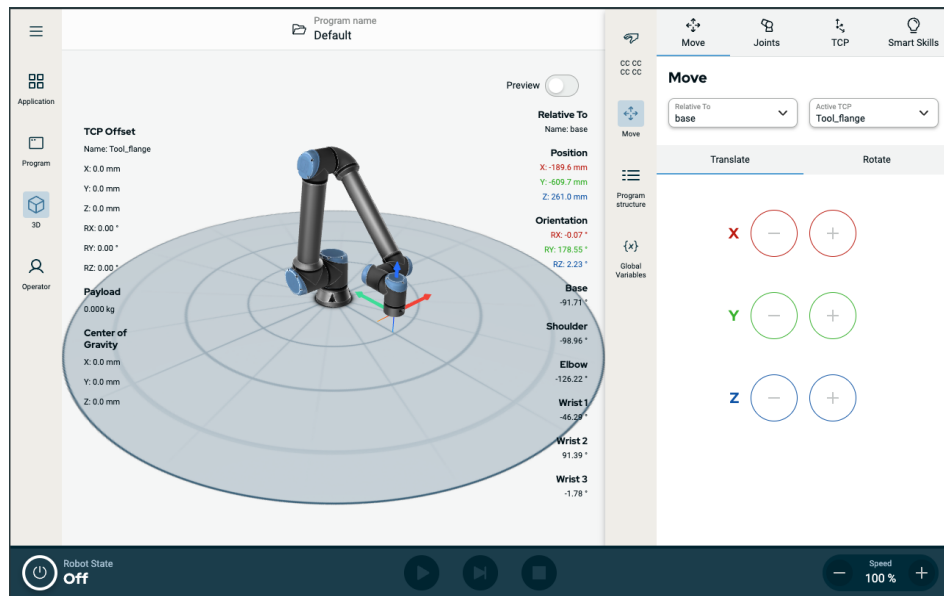 Program name
Default
Application
Program
3D
Operator
Preview
TCP Offset
Name: Tool_flange
X: 0.0 mm
Y: 0.0 mm
Z: 0.0 mm
RX: 0.00 °
RY: 0.00 °
RZ: 0.00 °
Payload
0.000 kg
Center of
Gravity
X: 0.0 mm
Y: 0.0 mm
Z: 0.0 mm
Relative To
Name: base
Position
X: -189.6 mm
Y: -609.7 mm
Z: 261.0 mm
Orientation
RX: -0.07 °
RY: 178.55 °
RZ: 2.23 °
Base
-91.71 °
Shoulder
-98.96 °
Elbow
-126.22 °
Wrist 1
-46.29 °
Wrist 2
91.39 °
Wrist 3
-1.78 °
CC CC
CC CC
Move
Program
structure
{x}
Global
Variables
Move
Joints
TCP
Smart Skills
Move
Relative To
base
Active TCP
Tool_flange
Translate
Rotate
X − +
Y − +
Z − +
Robot State
Off
Speed
− 100 % +